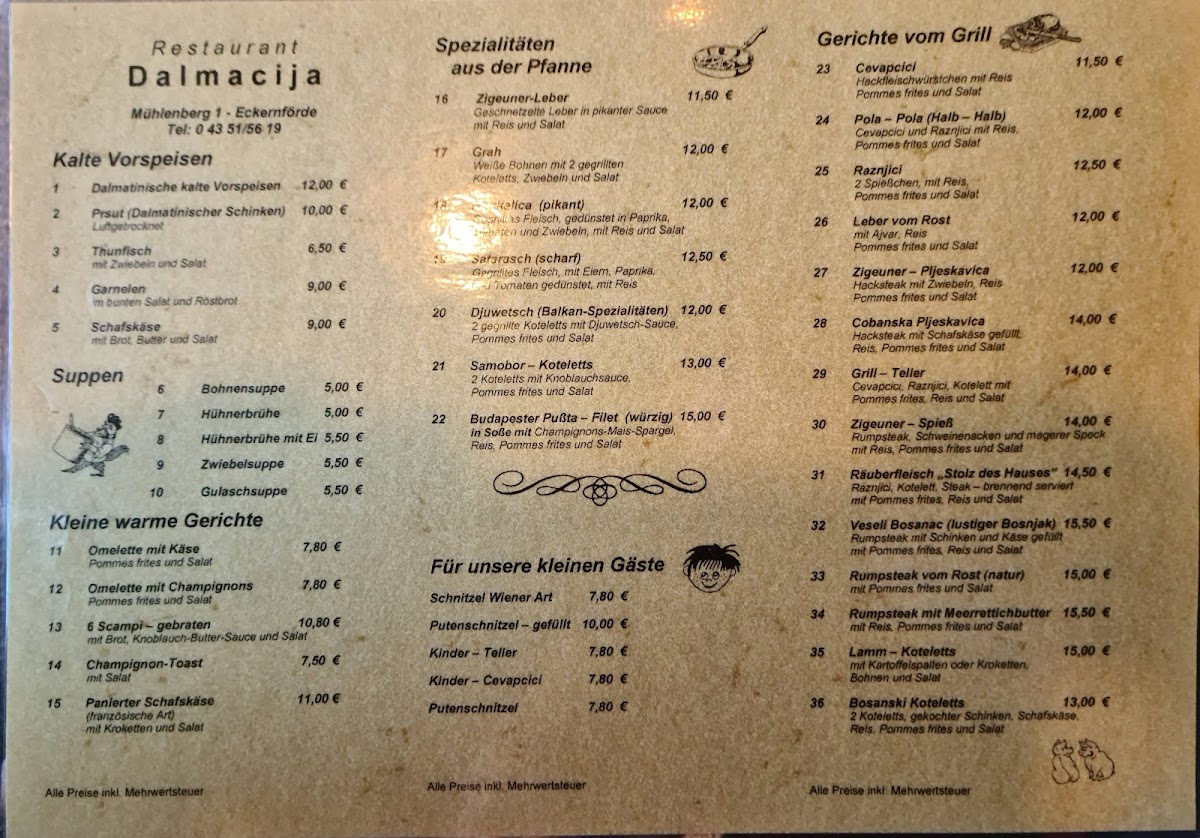 Restaurant
Dalmacija
Mühlenberg 1 - Eckernförde
Tel: 0 43 51/56 19
Kalte Vorspeisen
1 Dalmatinische kalte Vorspeisen 12,00 €
2 Prsut (Dalmatinischer Schinken) 10,00 €
Luftgetrocknet
3 Thunfisch 6,50 €
mit Zwiebeln und Salat
4 Garnelen 9,00 €
im bunten Salat und Röstbrot
5 Schafskäse 9,00 €
mit Brot, Butter und Salat
Suppen
6 Bohnensuppe 5,00 €
7 Hühnerbrühe 5,00 €
8 Hühnerbrühe mit Ei 5,50 €
9 Zwiebelsuppe 5,50 €
10 Gulaschsuppe 5,50 €
Kleine warme Gerichte
11 Omelette mit Käse 7,80 €
Pommes frites und Salat
12 Omelette mit Champignons 7,80 €
Pommes frites und Salat
13 6 Scampi – gebraten 10,80 €
mit Brot, Knoblauch-Butter-Sauce und Salat
14 Champignon-Toast 7,50 €
mit Salat
15 Panierter Schafskäse 11,00 €
(französische Art)
mit Kroketten und Salat
Alle Preise inkl. Mehrwertsteuer
Spezialitäten
aus der Pfanne
16 Zigeuner-Leber 11,50 €
Geschnetzelte Leber in pikanter Sauce
mit Reis und Salat
17 Grah 12,00 €
Weiße Bohnen mit 2 gegrillten
Koteletts, Zwiebeln und Salat
(pikant) 12,00 €
Fleisch, gedünstet in Paprika,
und Zwiebeln, mit Reis und Salat
19 (scharf) 12,50 €
Gegrilltes Fleisch, mit Eiern, Paprika,
und Tomaten gedünstet, mit Reis
20 Djuwetsch (Balkan-Spezialitäten) 12,00 €
2 gegrillte Koteletts mit Djuwetsch-Sauce,
Pommes frites und Salat
21 Samobor – Koteletts 13,00 €
2 Koteletts mit Knoblauchsauce,
Pommes frites und Salat
22 Budapester Pußta – Filet (würzig) 15,00 €
in Soße mit Champignons-Mais-Spargel,
Reis, Pommes frites und Salat
Für unsere kleinen Gäste
Schnitzel Wiener Art 7,80 €
Putenschnitzel – gefüllt 10,00 €
Kinder – Teller 7,80 €
Kinder – Cevapcici 7,80 €
Putenschnitzel 7,80 €
Alle Preise inkl. Mehrwertsteuer
Gerichte vom Grill
23 Cevapcici 11,50 €
Hackfleischwürstchen mit Reis
Pommes frites und Salat
24 Pola – Pola (Halb – Halb) 12,00 €
Cevapcici und Raznjici mit Reis,
Pommes frites und Salat
25 Raznjici 12,50 €
2 Spießchen, mit Reis,
Pommes frites und Salat
26 Leber vom Rost 12,00 €
mit Ajvar, Reis
Pommes frites und Salat
27 Zigeuner – Pljeskavica 12,00 €
Hacksteak mit Zwiebeln, Reis
Pommes frites und Salat
28 Cobanska Pljeskavica 14,00 €
Hacksteak mit Schafskäse gefüllt,
Reis, Pommes frites und Salat
29 Grill – Teller 14,00 €
Cevapcici, Raznjici, Kotelett mit
Pommes frites, Reis und Salat
30 Zigeuner – Spieß 14,00 €
Rumpsteak, Schweinenacken und magerer Speck
mit Reis, Pommes frites und Salat
31 Räuberfleisch „Stolz des Hauses" 14,50 €
Raznjici, Kotelett, Steak – brennend serviert
mit Pommes frites, Reis und Salat
32 Veseli Bosanac (lustiger Bosnjak) 15,50 €
Rumpsteak mit Schinken und Käse gefüllt
mit Pommes frites, Reis und Salat
33 Rumpsteak vom Rost (natur) 15,00 €
mit Pommes frites und Salat
34 Rumpsteak mit Meerrettichbutter 15,50 €
mit Reis, Pommes frites und Salat
35 Lamm – Koteletts 15,00 €
mit Kartoffelspalten oder Kroketten,
Bohnen und Salat
36 Bosanski Koteletts 13,00 €
2 Koteletts, gekochter Schinken, Schafskäse,
Reis, Pommes frites und Salat
Alle Preise inkl. Mehrwertsteuer